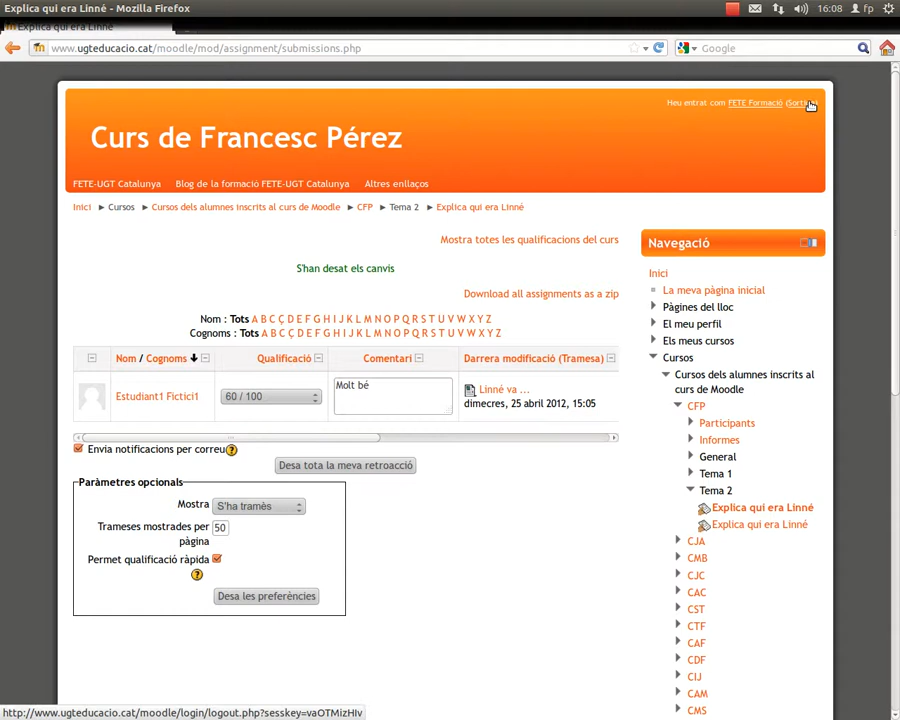 Explica qui era Linné - Mozilla Firefox
16:08
fp
Explica qui era Linné
www.ugteducacio.cat/moodle/mod/assignment/submissions.php
Google
Heu entrat com FETE Formació (Sortida)
Curs de Francesc Pérez
FETE-UGT Catalunya
Blog de la formació FETE-UGT Catalunya
Altres enllaços
Inici ► Cursos ► Cursos dels alumnes inscrits al curs de Moodle ► CFP ► Tema 2 ► Explica qui era Linné
Mostra totes les qualificacions del curs
S'han desat els canvis
Download all assignments as a zip
Nom : Tots A B C Ç D E F G H I J K L M N O P Q R S T U V W X Y Z
Cognoms : Tots A B C Ç D E F G H I J K L M N O P Q R S T U V W X Y Z
Nom / Cognoms
Qualificació
Comentari
Darrera modificació (Tramesa)
Estudiant1 Fictici1
60 / 100
Molt bé
Linné va ...
dimecres, 25 abril 2012, 15:05
Envia notificacions per correu
Desa tota la meva retroacció
Paràmetres opcionals
Mostra
S'ha tramès
Trameses mostrades per
pàgina
50
Permet qualificació ràpida
Desa les preferències
Navegació
Inici
La meva pàgina inicial
Pàgines del lloc
El meu perfil
Els meus cursos
Cursos
Cursos dels alumnes inscrits al
curs de Moodle
CFP
Participants
Informes
General
Tema 1
Tema 2
Explica qui era Linné
Explica qui era Linné
CJA
CMB
CJC
CAC
CST
CTF
CAF
CDF
CIJ
CAM
CMS
http://www.ugteducacio.cat/moodle/login/logout.php?sesskey=vaOTMizHIv